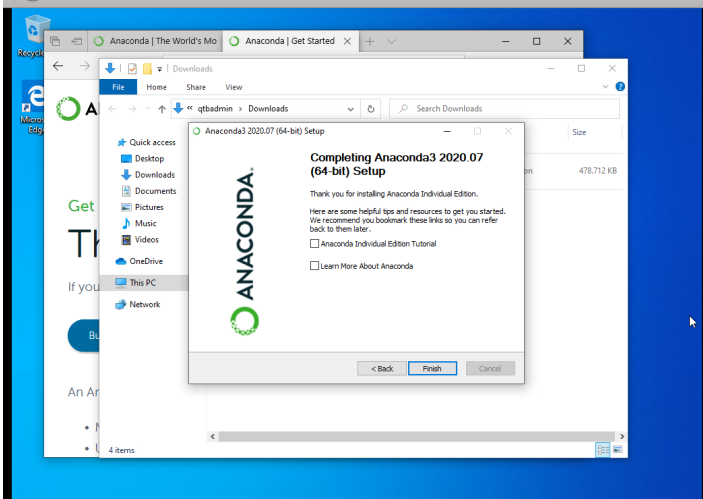 Recycle
Micros
Edg
Anaconda | The World's Mo
Anaconda | Get Started
Downloads
File Home Share View
« qtbadmin > Downloads
Search Downloads
Size
Quick access
Desktop
Downloads
Documents
Pictures
Music
Videos
OneDrive
This PC
Network
on 478.712 KB
4 items
A
Get
Th
If you
Bu
An An
Anaconda3 2020.07 (64-bit) Setup
ANACONDA.
Completing Anaconda3 2020.07
(64-bit) Setup
Thank you for installing Anaconda Individual Edition.
Here are some helpful tips and resources to get you started.
We recommend you bookmark these links so you can refer
back to them later.
Anaconda Individual Edition Tutorial
Learn More About Anaconda
< Back Finish Cancel